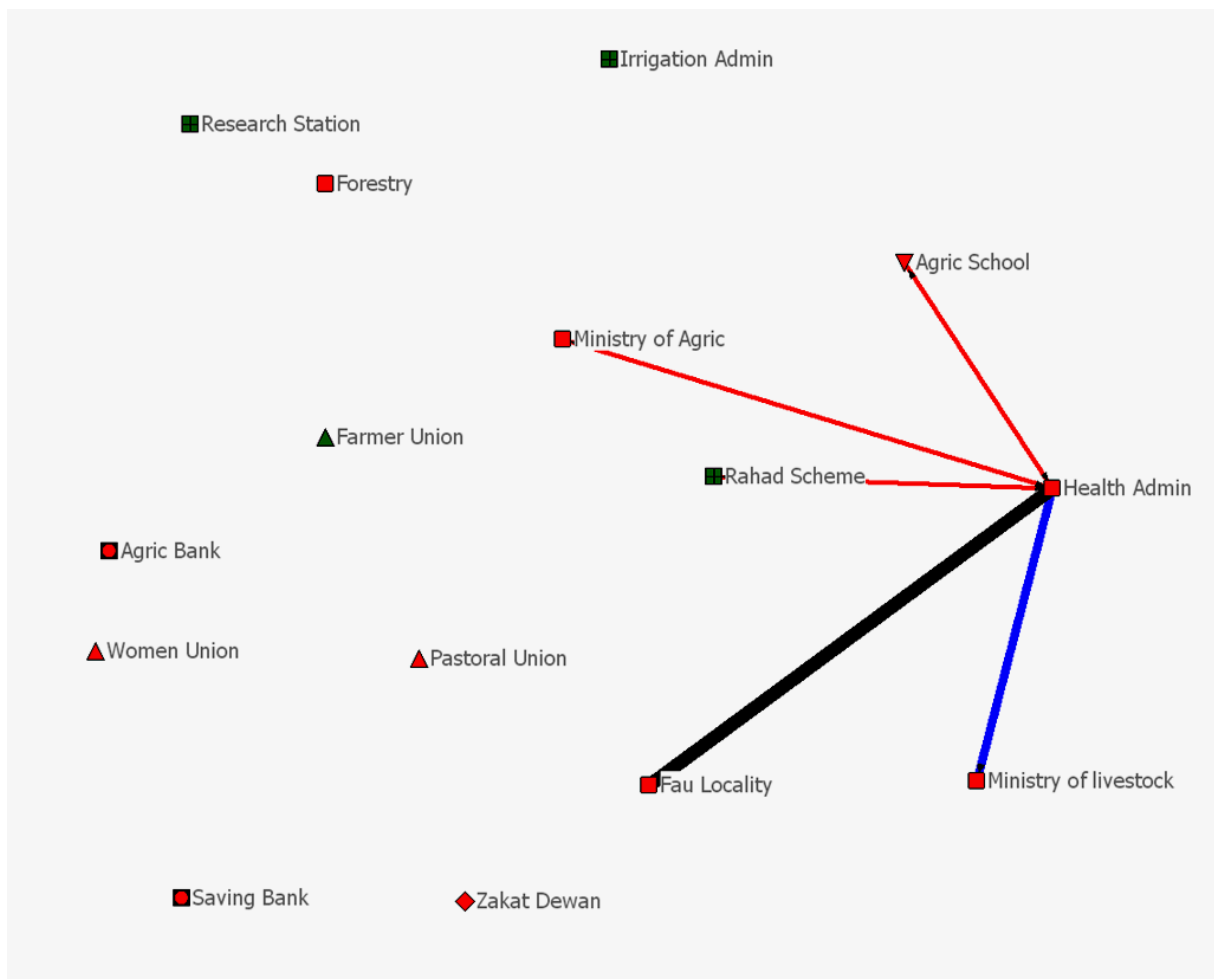 Irrigation Admin
Research Station
Forestry
Agric School
Ministry of Agric
Farmer Union
Rahad Scheme
Health Admin
Agric Bank
Women Union
Pastoral Union
Fau Locality
Ministry of livestock
Saving Bank
Zakat Dewan